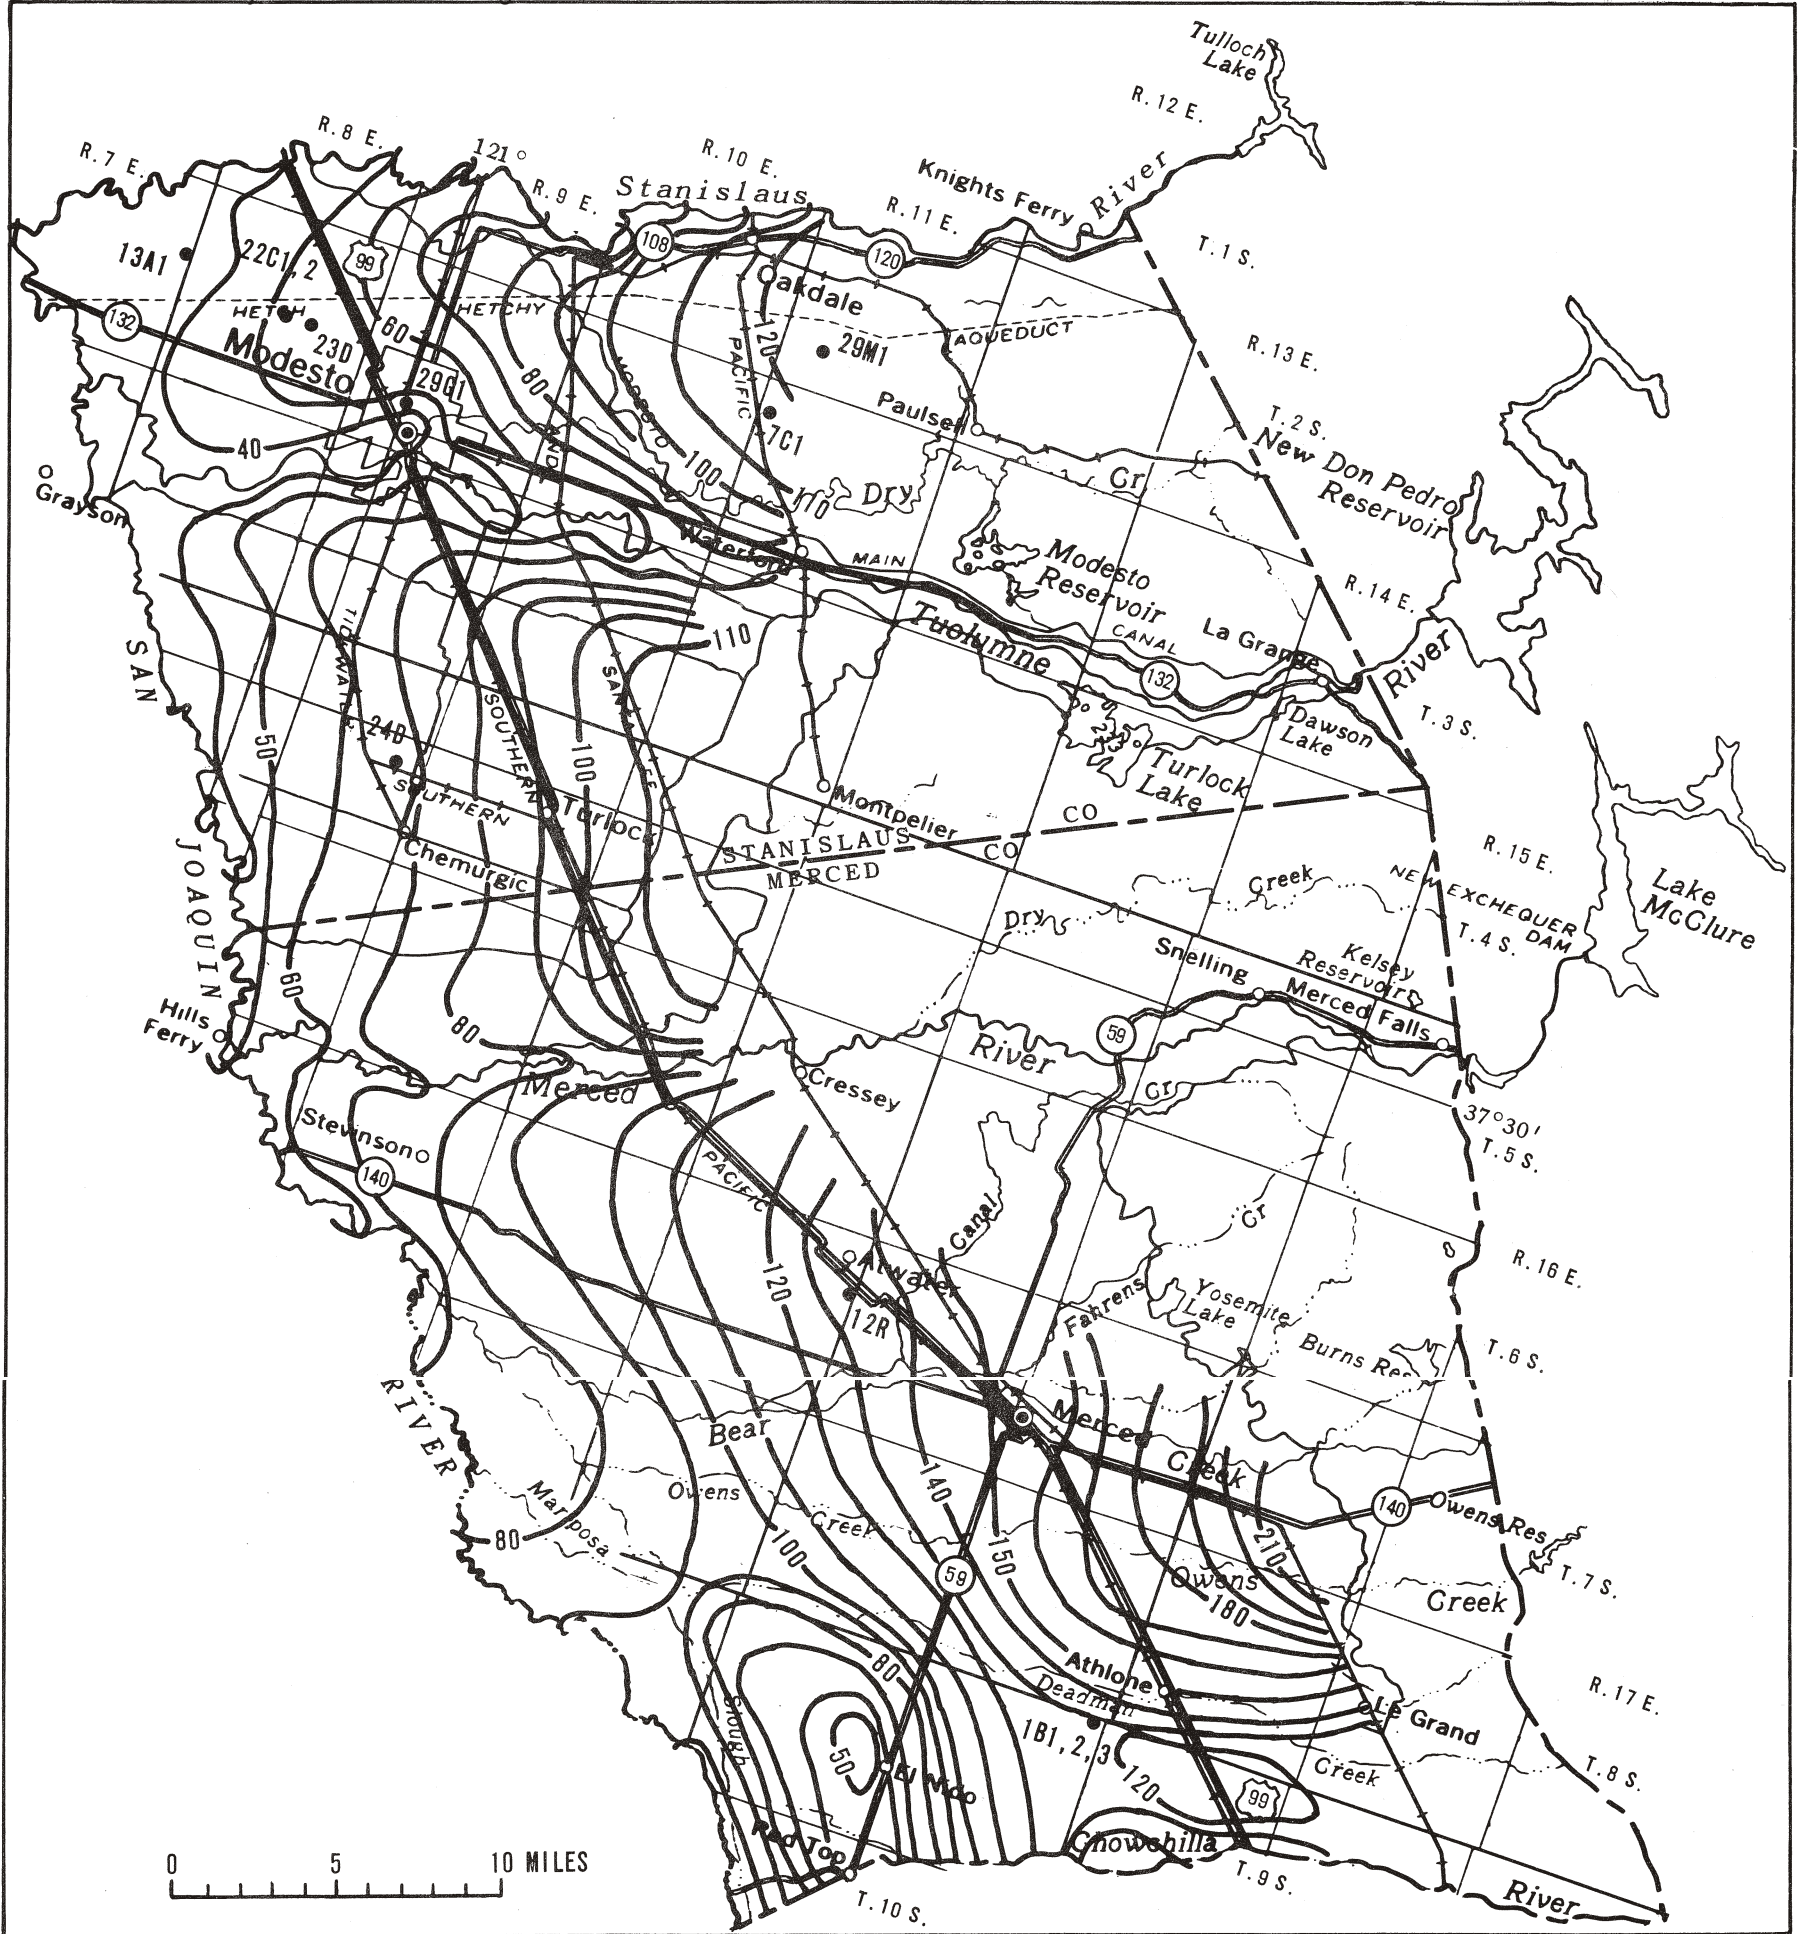 Tulloch
Lake
R. 12 E.
R. 8 E.
121°
R. 10 E.
R. 7 E.
Knights Ferry
River
R. 9 E.
Stanislaus
R. 11 E.
108
120
T. 1 S.
13A1
22C1, 2
99
Oakdale
132
HETCH
HETCHY
AQUEDUCT
60
120
23D
29M1
R. 13 E.
Modesto
29G1
80
MODESTO
PACIFIC
Paulsell
T. 2 S.
7C1
New Don Pedro
Reservoir
40
AND
100
110
Dry
Cr
Grayson
Waterford
MAIN
Modesto
Reservoir
R. 14 E.
CANAL
La Grange
Tuolumne
River
110
TIDEWATER
SAN
SANTA FE
132
SOUTHERN
T. 3 S.
Dawson
Lake
50
24D
100
Turlock
Lake
SOUTHERN
Turlock
Montpelier
CO
STANISLAUS
CO
MERCED
Chemurgic
JOAQUIN
R. 15 E.
Creek
NEW EXCHEQUER
DAM
Lake
McClure
Dry
T. 4 S.
Snelling
Kelsey
Reservoir
60
Merced Falls
Hills
Ferry
80
59
River
Merced
Cressey
Cr
37°30'
Stevinson
T. 5 S.
140
PACIFIC
Canal
Cr
R. 16 E.
120
Atwater
12R
Fahrens
Yosemite
Lake
Burns Res
T. 6 S.
RIVER
Merced
Bear
Creek
140
Owens
Mariposa
Creek
140
Owens Res
80
100
59
150
210
Owens
T. 7 S.
180
Creek
80
Athlone
Deadman
R. 17 E.
Slough
1B1, 2, 3
Le Grand
50
El Nido
120
Creek
T. 8 S.
99
Red Top
Chowchilla
0 5 10 MILES
T. 9 S.
River
T. 10 S.